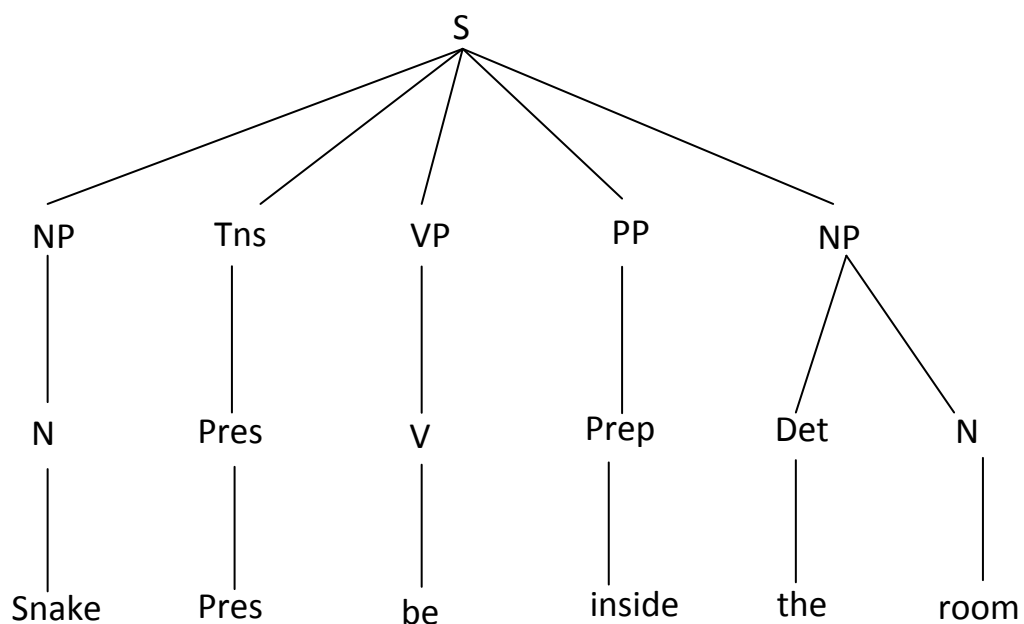 S
NP Tns VP PP NP
N Pres V Prep Det N
Snake Pres be inside the room